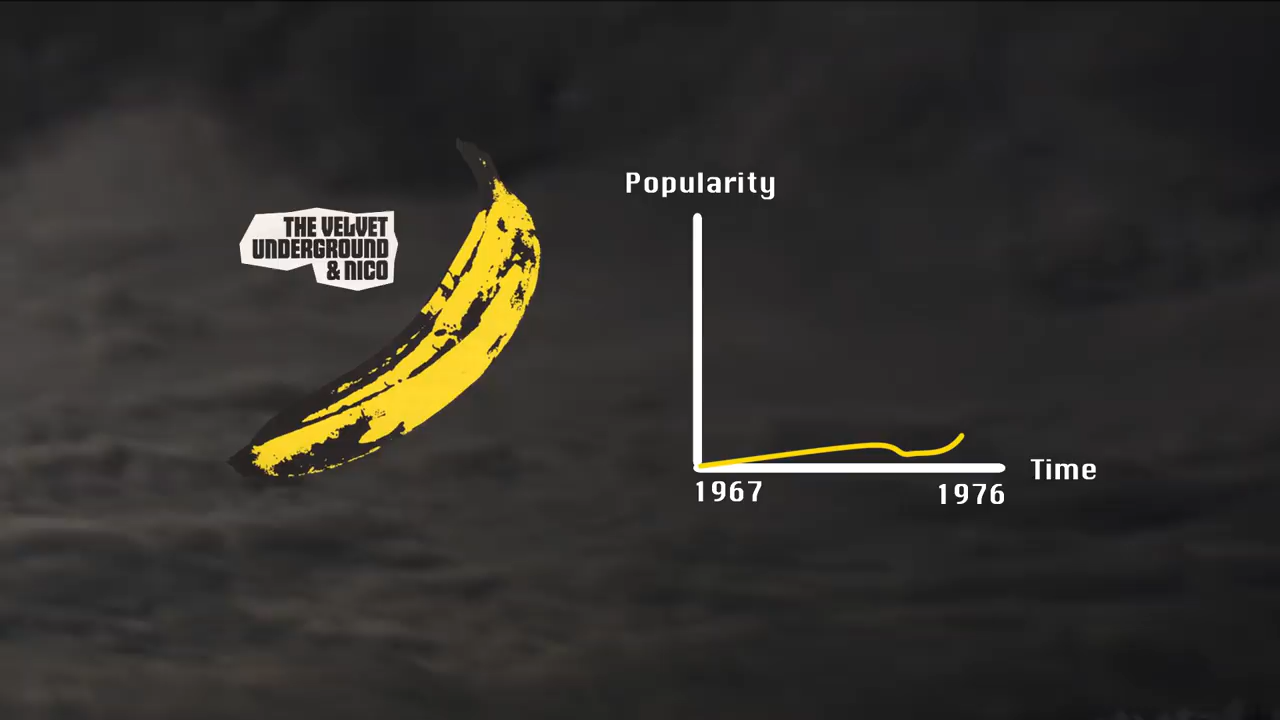 THE VELVET
UNDERGROUND
& NICO
Popularity
Time
1967
1976